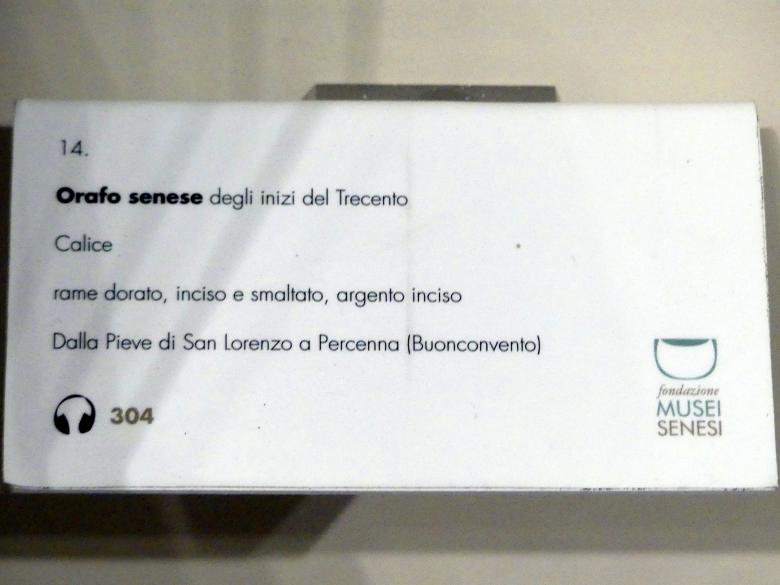 14.
Orafo senese degli inizi del Trecento
Calice
rame dorato, inciso e smaltato, argento inciso
Dalla Pieve di San Lorenzo a Percenna (Buonconvento)
304
fondazione
MUSEI
SENESI